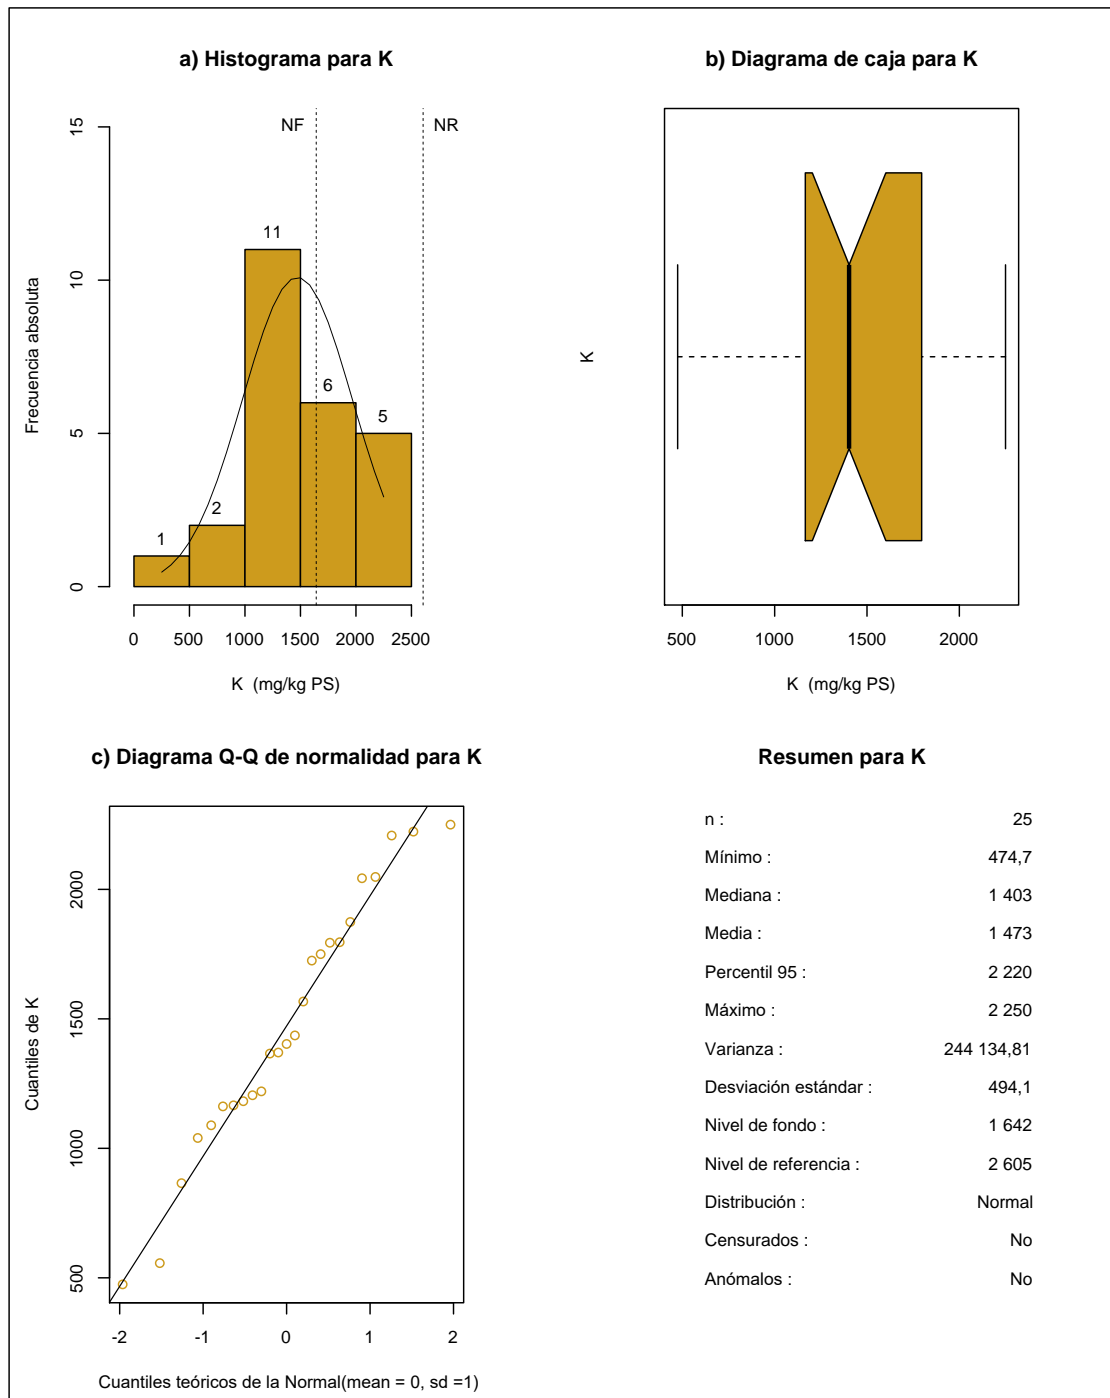 a) Histograma para K
NF
NR
15
10
5
0
Frecuencia absoluta
1
2
11
6
5
0 500 1000 1500 2000 2500
K (mg/kg PS)
b) Diagrama de caja para K
K
500 1000 1500 2000
K (mg/kg PS)
c) Diagrama Q-Q de normalidad para K
2000
1500
1000
500
Cuantiles de K
-2 -1 0 1 2
Cuantiles teóricos de la Normal(mean = 0, sd =1)
Resumen para K
n : 25
Mínimo : 474,7
Mediana : 1 403
Media : 1 473
Percentil 95 : 2 220
Máximo : 2 250
Varianza : 244 134,81
Desviación estándar : 494,1
Nivel de fondo : 1 642
Nivel de referencia : 2 605
Distribución : Normal
Censurados : No
Anómalos : No